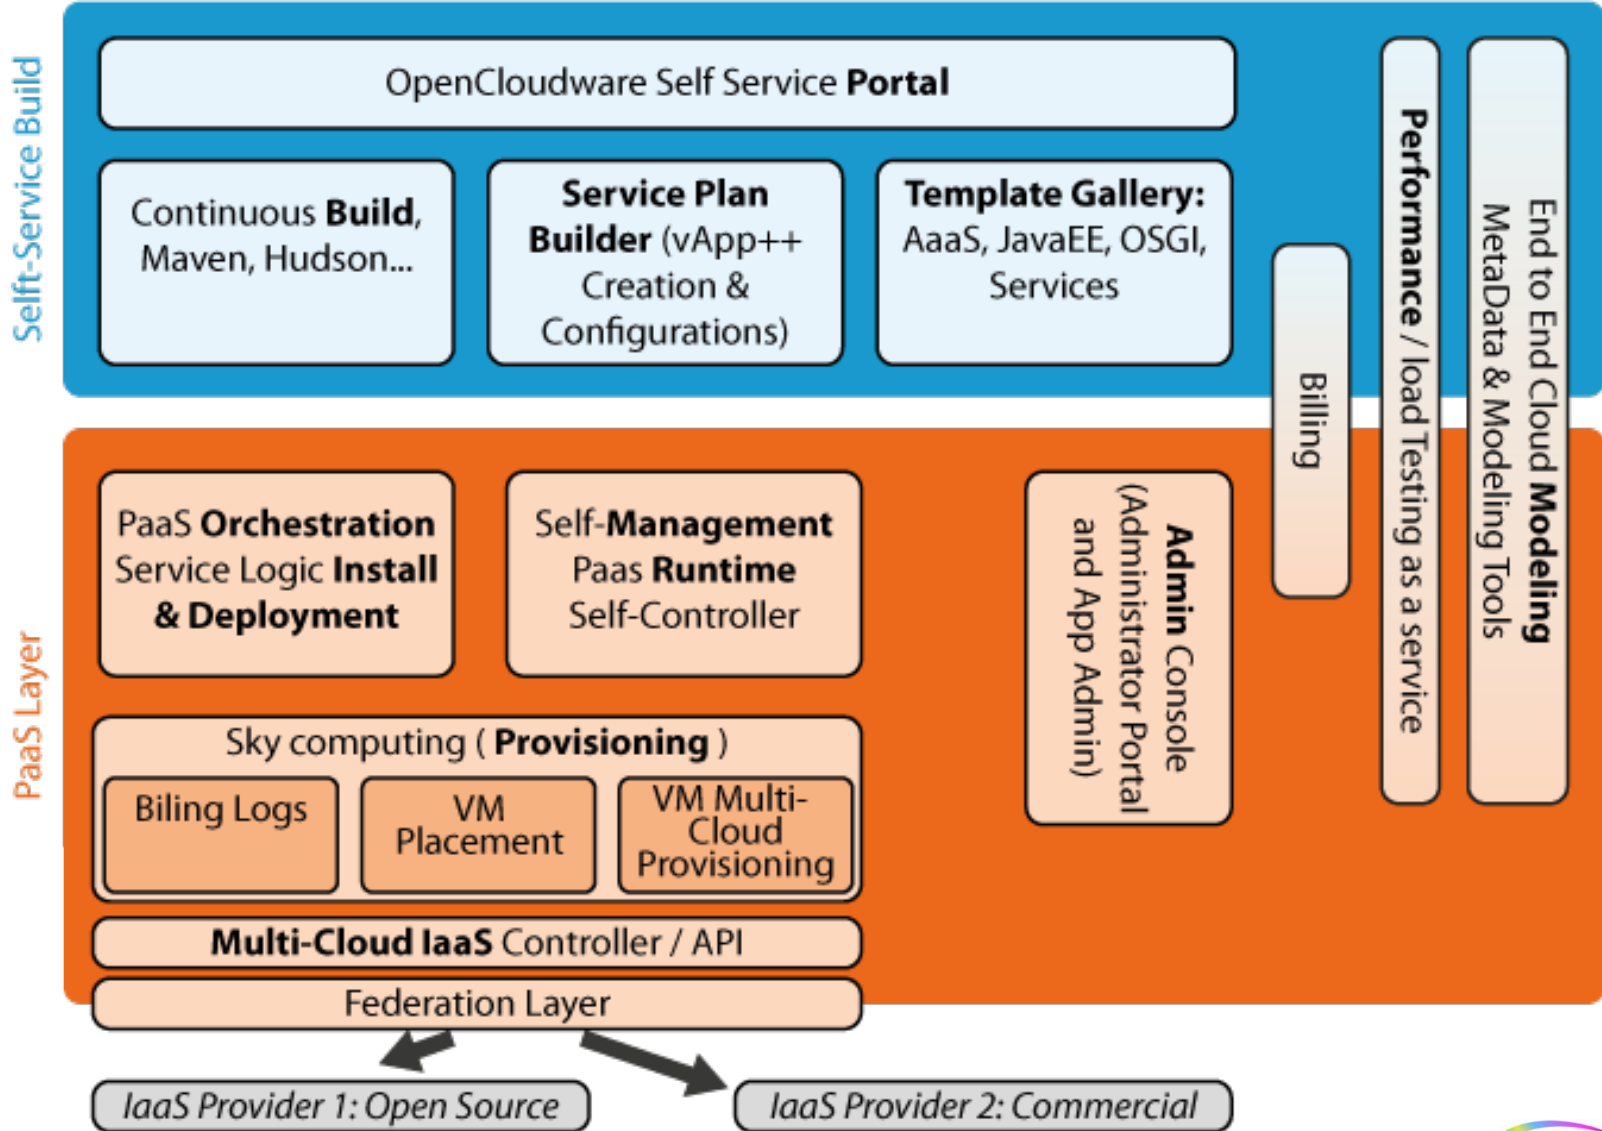 Selft-Service Build
OpenCloudware Self Service Portal
Continuous Build,
Maven, Hudson...
Service Plan
Builder (vApp++
Creation &
Configurations)
Template Gallery:
AaaS, JavaEE, OSGI,
Services
Billing
Performance / load Testing as a service
End to End Cloud Modeling
MetaData & Modeling Tools
PaaS Layer
PaaS Orchestration
Service Logic Install
& Deployment
Self-Management
Paas Runtime
Self-Controller
Admin Console
(Administrator Portal
and App Admin)
Sky computing ( Provisioning )
Biling Logs
VM
Placement
VM Multi-
Cloud
Provisioning
Multi-Cloud IaaS Controller / API
Federation Layer
IaaS Provider 1: Open Source
IaaS Provider 2: Commercial